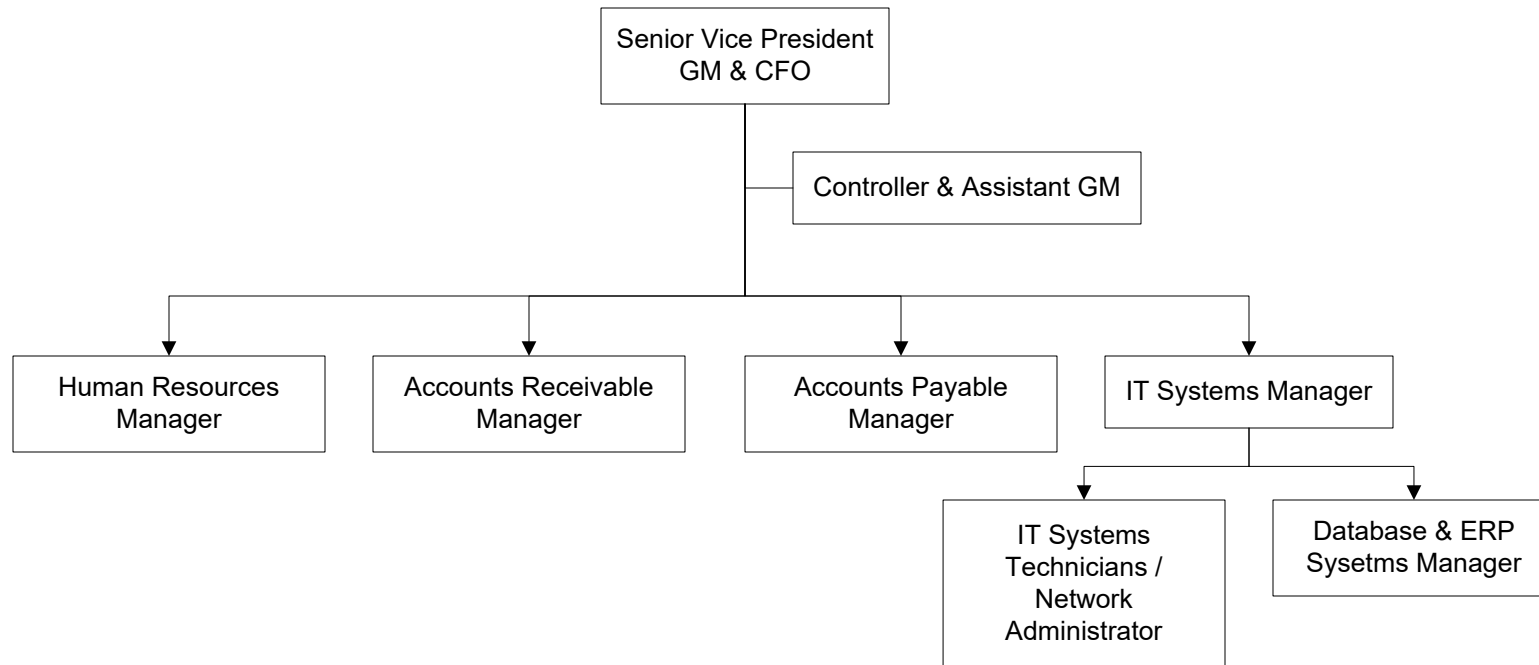 Senior Vice President
GM & CFO
Controller & Assistant GM
Human Resources
Manager
Accounts Receivable
Manager
Accounts Payable
Manager
IT Systems Manager
IT Systems
Technicians /
Network
Administrator
Database & ERP
Sysetms Manager